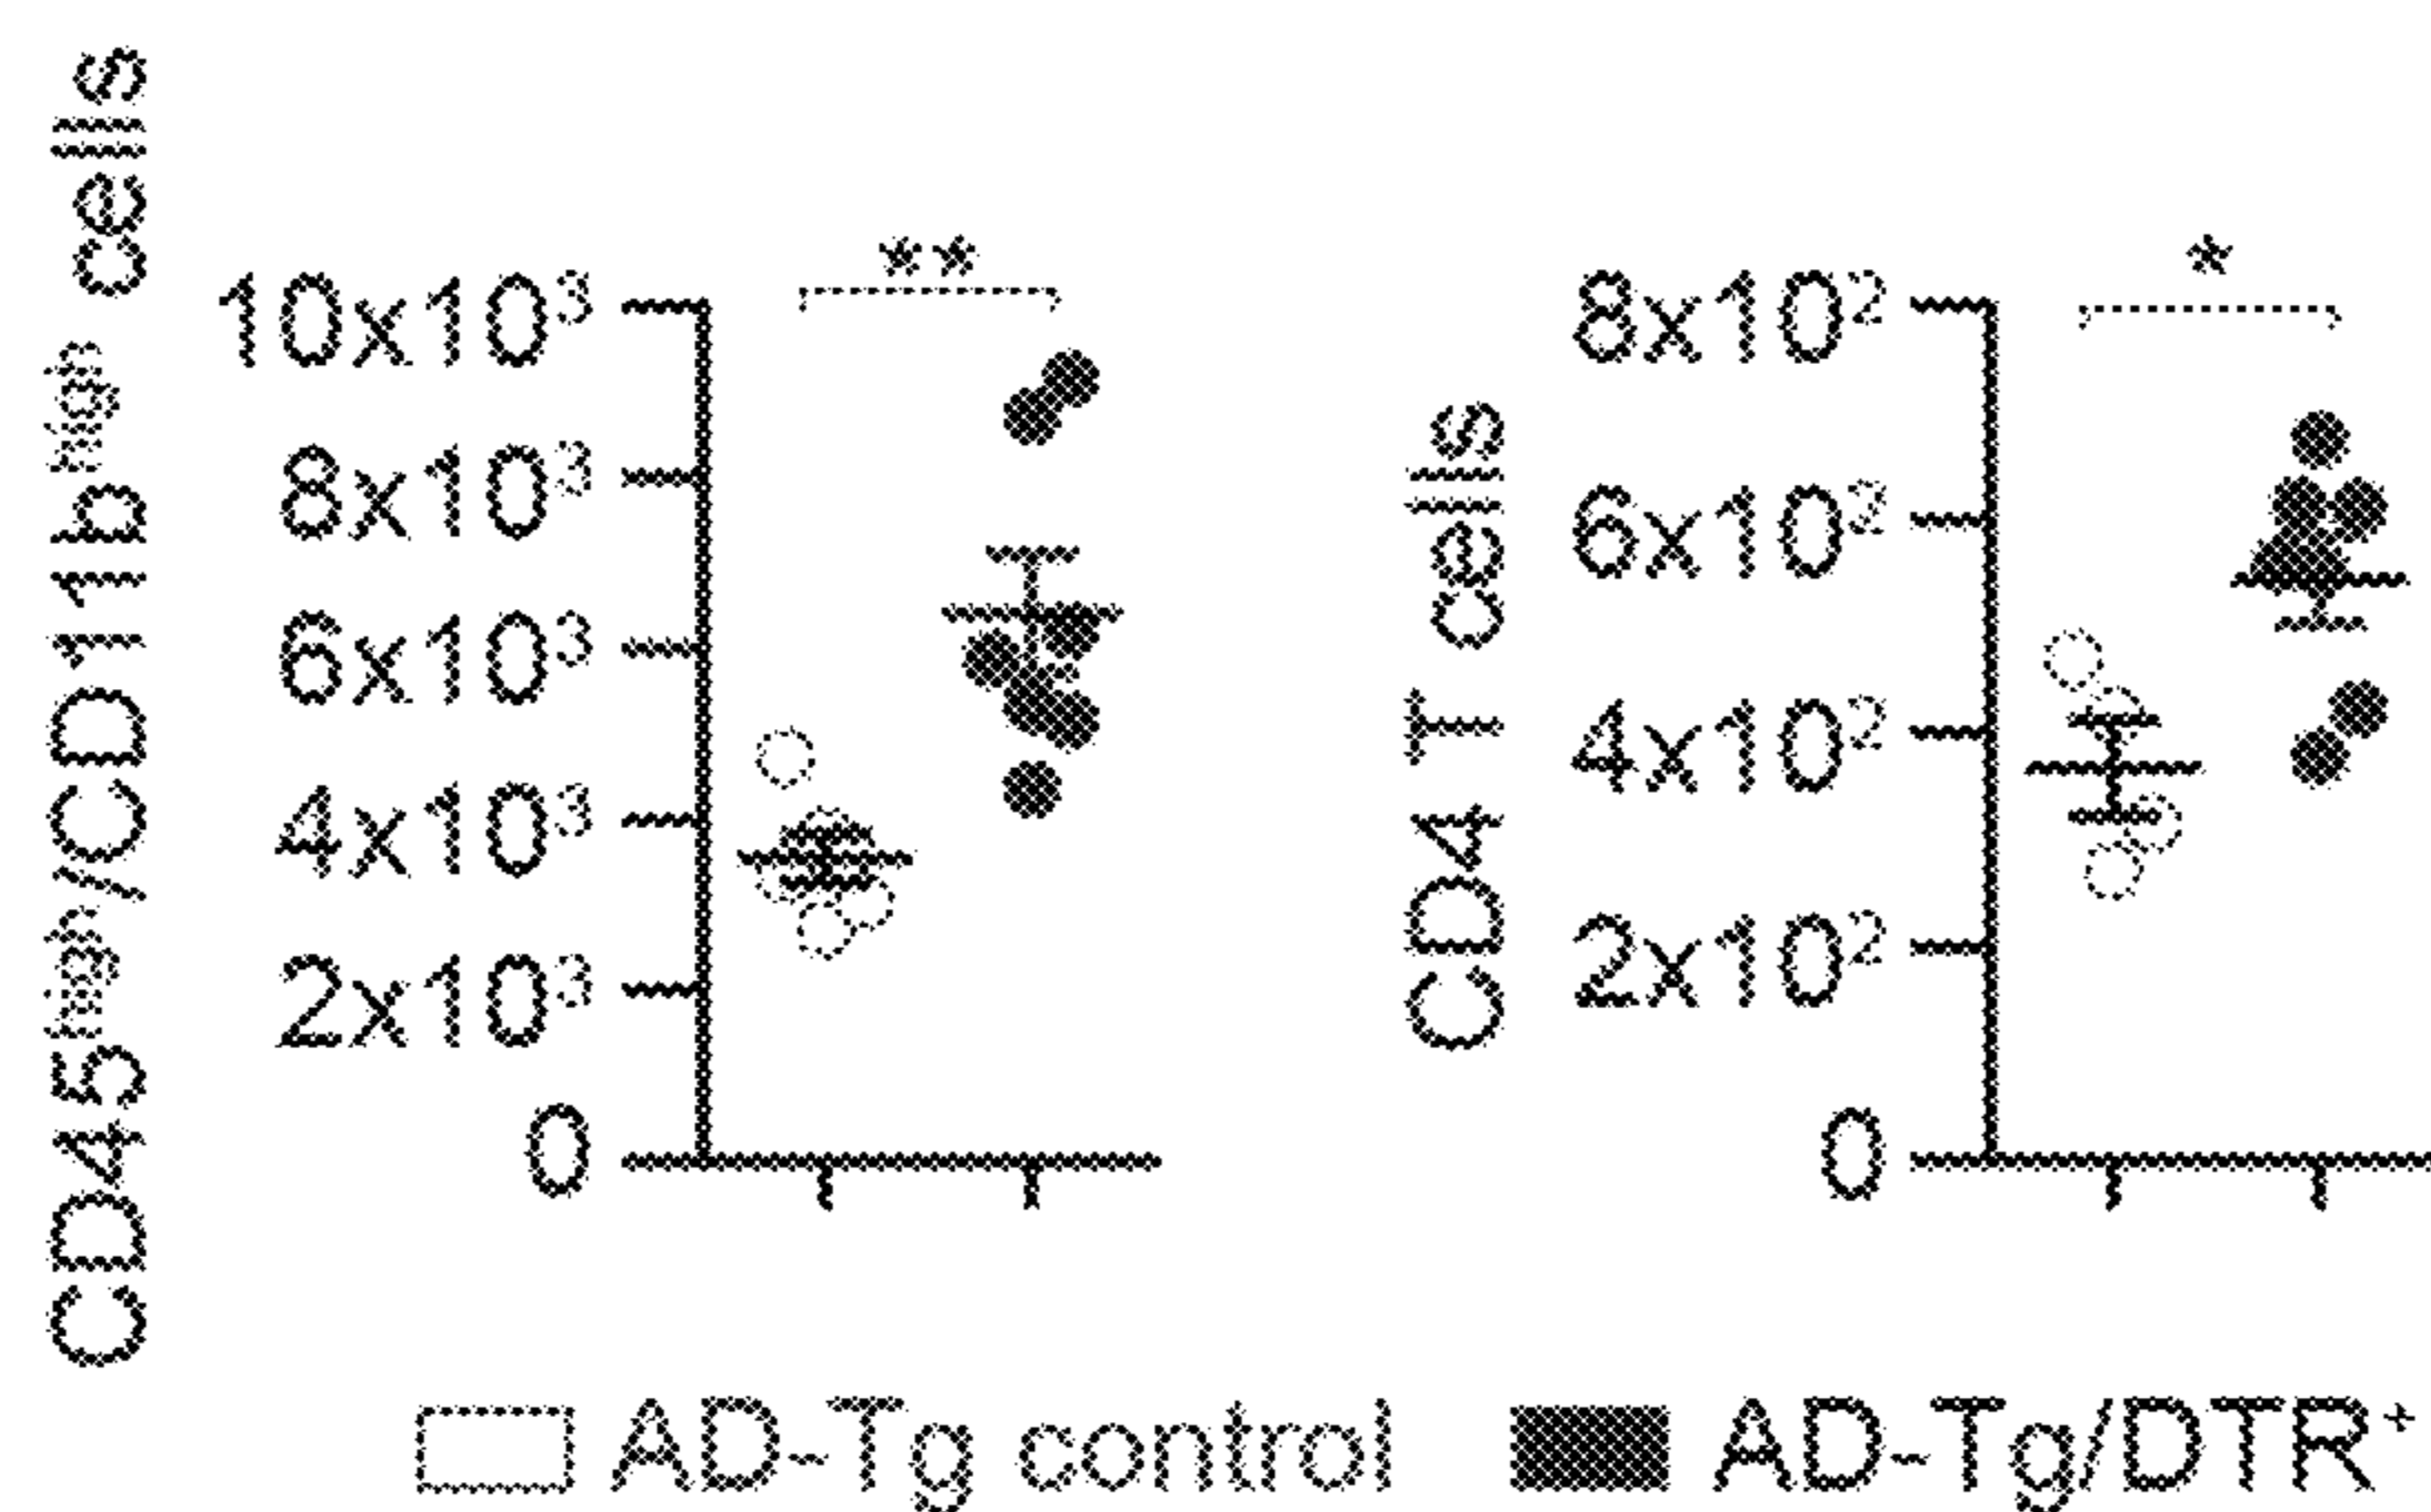 CD45high/CD11bhigh cells
**
10x10³
8x10³
6x10³
4x10³
2x10³
0
CD4 T cells
*
8x10²
6x10²
4x10²
2x10²
0
AD-Tg control AD-Tg/DTR⁺